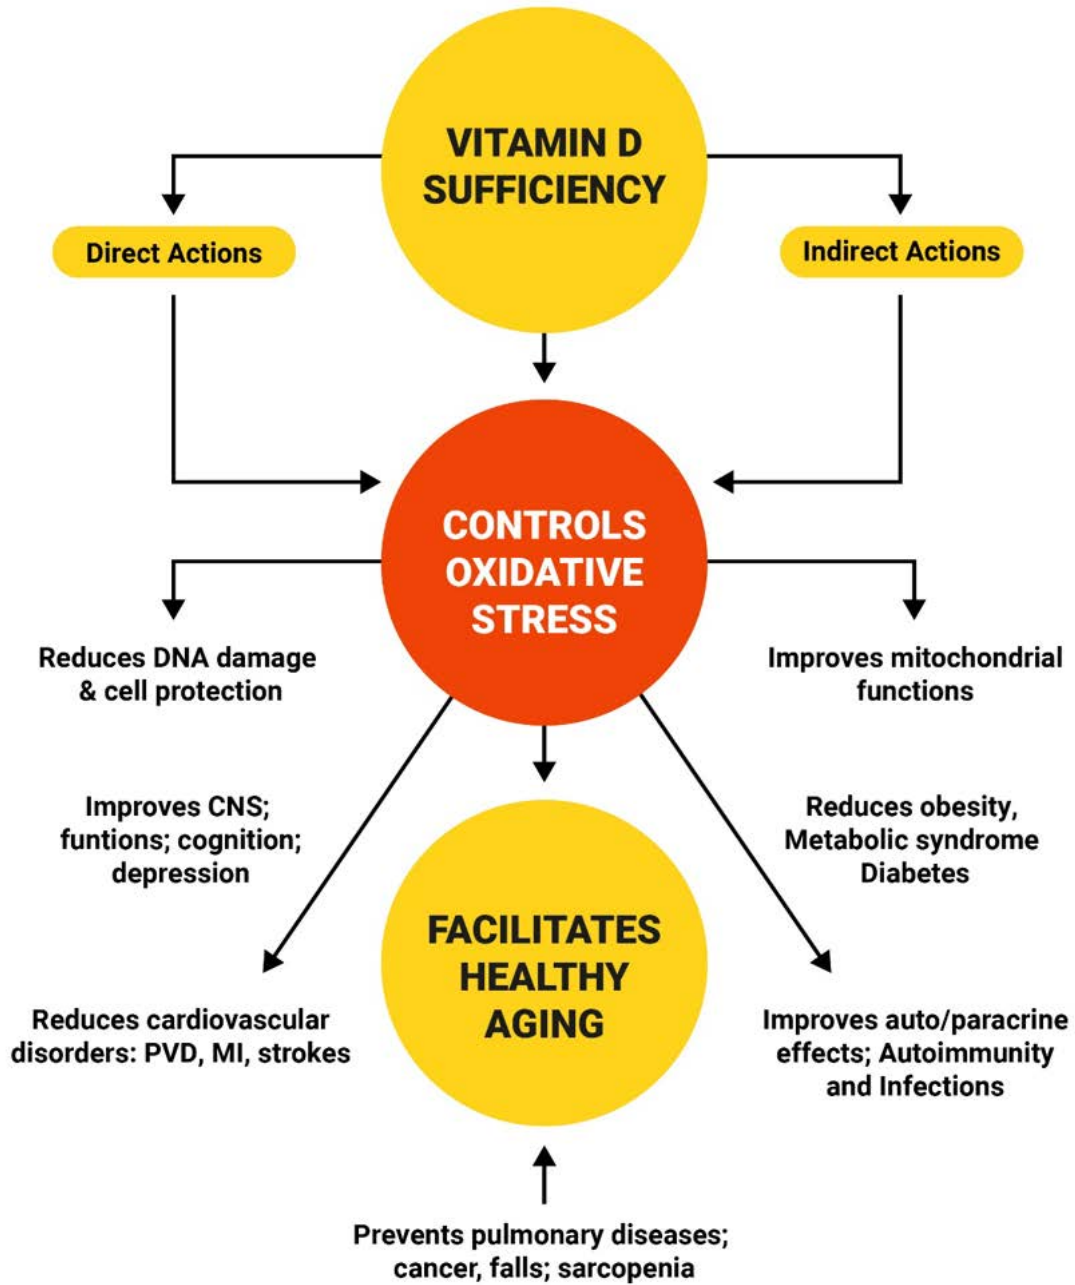 VITAMIN D
SUFFICIENCY
Direct Actions
Indirect Actions
CONTROLS
OXIDATIVE
STRESS
Reduces DNA damage
& cell protection
Improves mitochondrial
functions
Improves CNS;
funtions; cognition;
depression
Reduces obesity,
Metabolic syndrome
Diabetes
FACILITATES
HEALTHY
AGING
Reduces cardiovascular
disorders: PVD, MI, strokes
Improves auto/paracrine
effects; Autoimmunity
and Infections
Prevents pulmonary diseases;
cancer, falls; sarcopenia